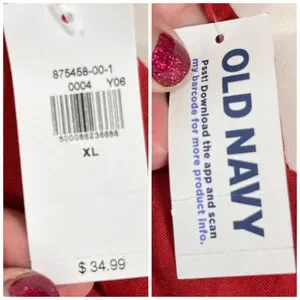 875458-00-1
0004 Y06
500088236888
XL
$ 34.99
OLD NAVY
Psst! Download the app and scan
my barcode for more product info.